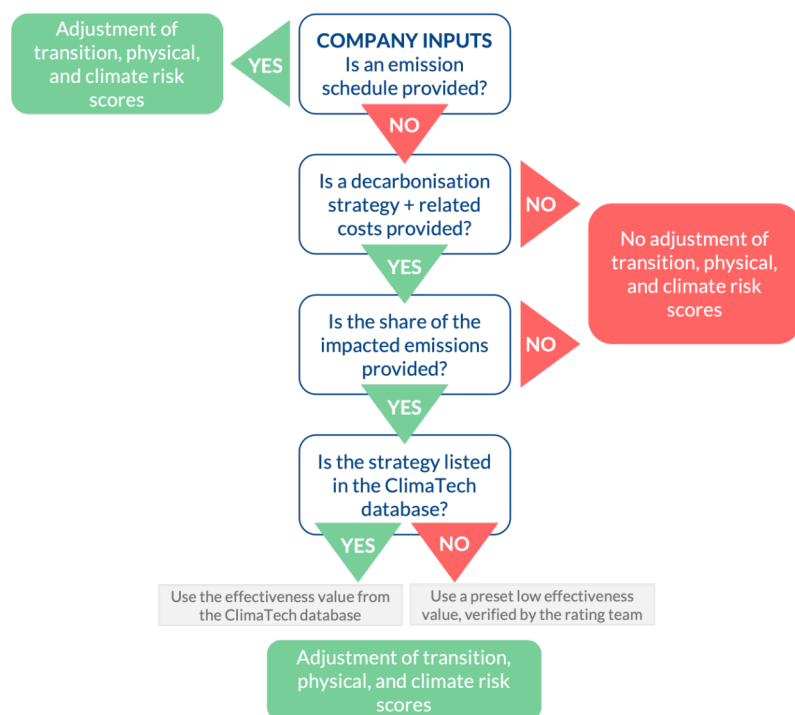 Adjustment of
transition, physical,
and climate risk
scores
YES
COMPANY INPUTS
Is an emission
schedule provided?
NO
Is a decarbonisation
strategy + related
costs provided?
NO
YES
No adjustment of
transition, physical,
and climate risk
scores
Is the share of the
impacted emissions
provided?
NO
YES
Is the strategy listed
in the ClimaTech
database?
YES
NO
Use the effectiveness value from
the ClimaTech database
Use a preset low effectiveness
value, verified by the rating team
Adjustment of transition,
physical, and climate risk
scores